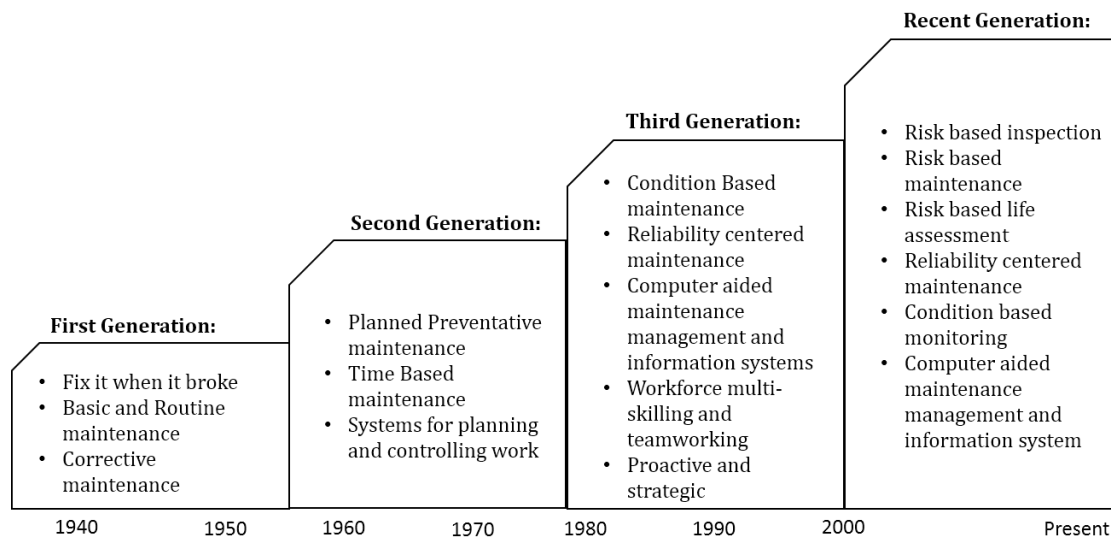 First Generation:
• Fix it when it broke
• Basic and Routine
maintenance
• Corrective
maintenance
Second Generation:
• Planned Preventative
maintenance
• Time Based
maintenance
• Systems for planning
and controlling work
Third Generation:
• Condition Based
maintenance
• Reliability centered
maintenance
• Computer aided
maintenance
management and
information systems
• Workforce multi-
skilling and
teamworking
• Proactive and
strategic
Recent Generation:
• Risk based inspection
• Risk based
maintenance
• Risk based life
assessment
• Reliability centered
maintenance
• Condition based
monitoring
• Computer aided
maintenance
management and
information system
1940 1950 1960 1970 1980 1990 2000 Present